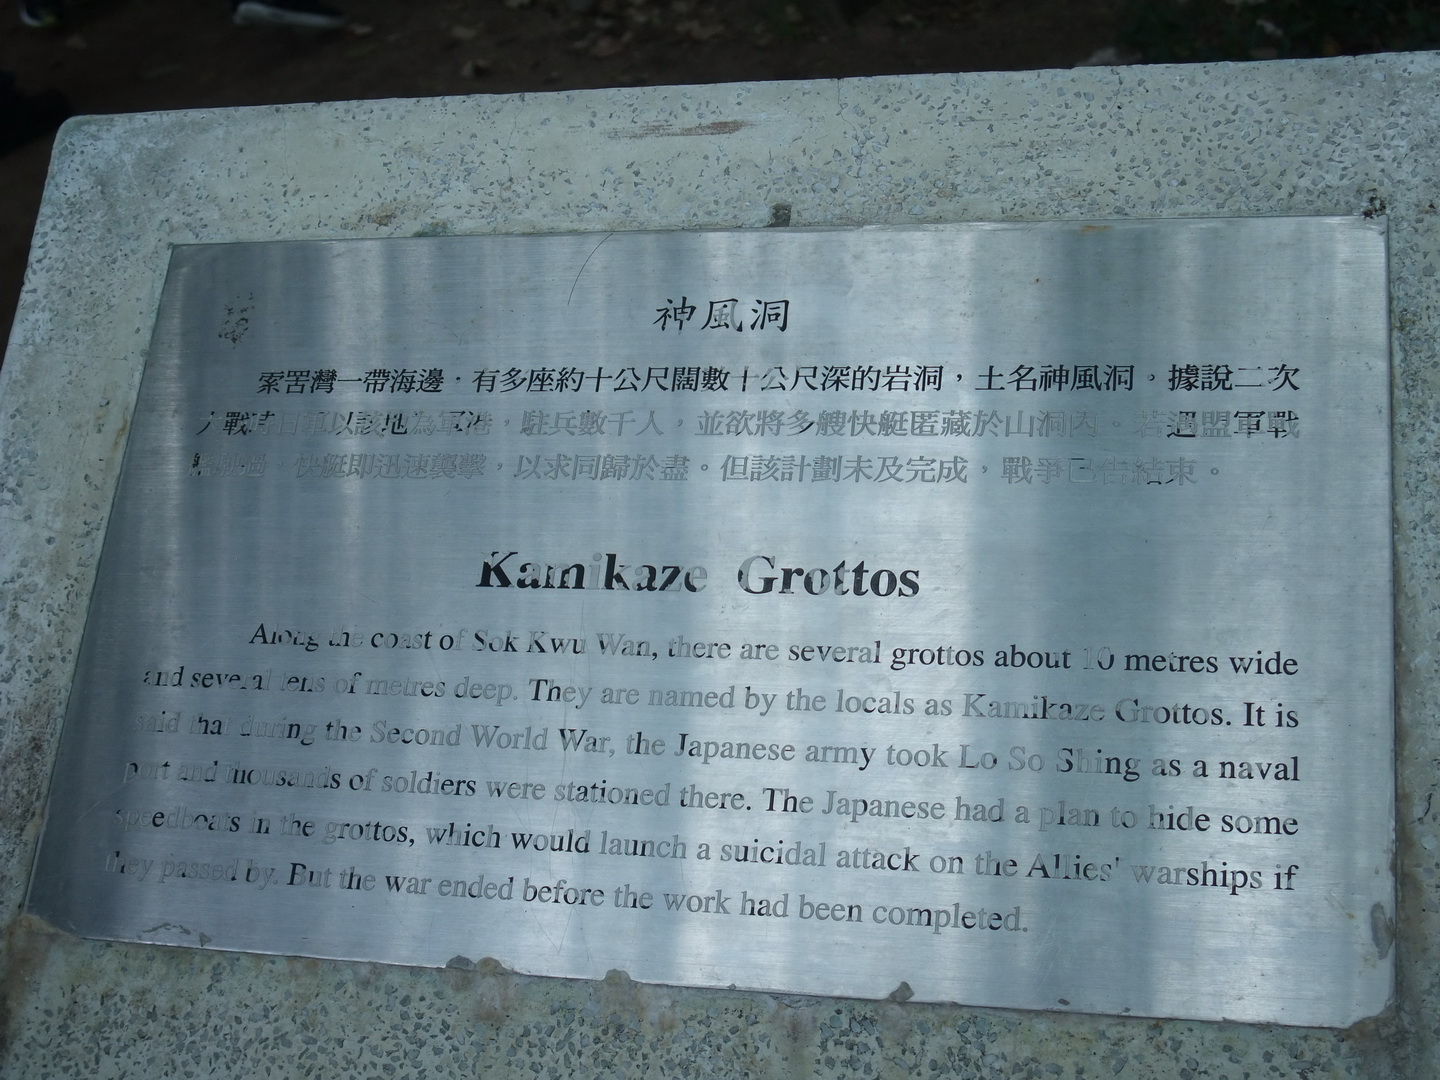 神風洞
索罟灣一帶海邊，有多座約十公尺闊數十公尺深的岩洞，土名神風洞。據說二次
大戰時日軍以該地為軍港，駐兵數千人，並欲將多艘快艇匿藏於山洞內。若遇盟軍戰
艦經過，快艇即迅速襲擊，以求同歸於盡。但該計劃未及完成，戰爭已告結束。
Kamikaze Grottos
Along the coast of Sok Kwu Wan, there are several grottos about 10 metres wide
and several tens of metres deep. They are named by the locals as Kamikaze Grottos. It is
said that during the Second World War, the Japanese army took Lo So Shing as a naval
port and thousands of soldiers were stationed there. The Japanese had a plan to hide some
speedboats in the grottos, which would launch a suicidal attack on the Allies' warships if
they passed by. But the war ended before the work had been completed.